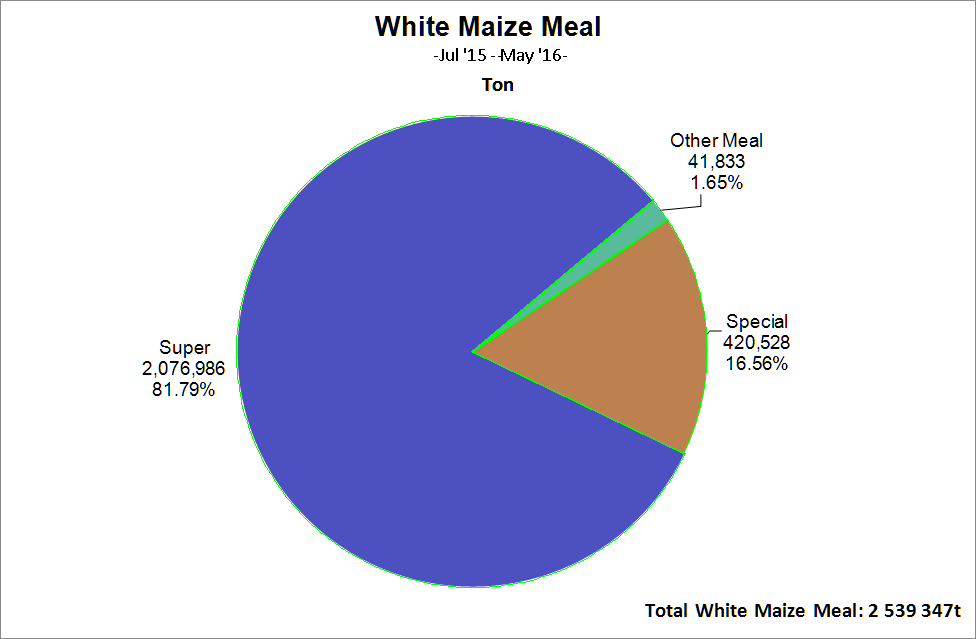 White Maize Meal
-Jul '15 --May '16-
Ton
Other Meal
41,833
1.65%
Special
420,528
16.56%
Super
2,076,986
81.79%
Total White Maize Meal: 2 539 347t